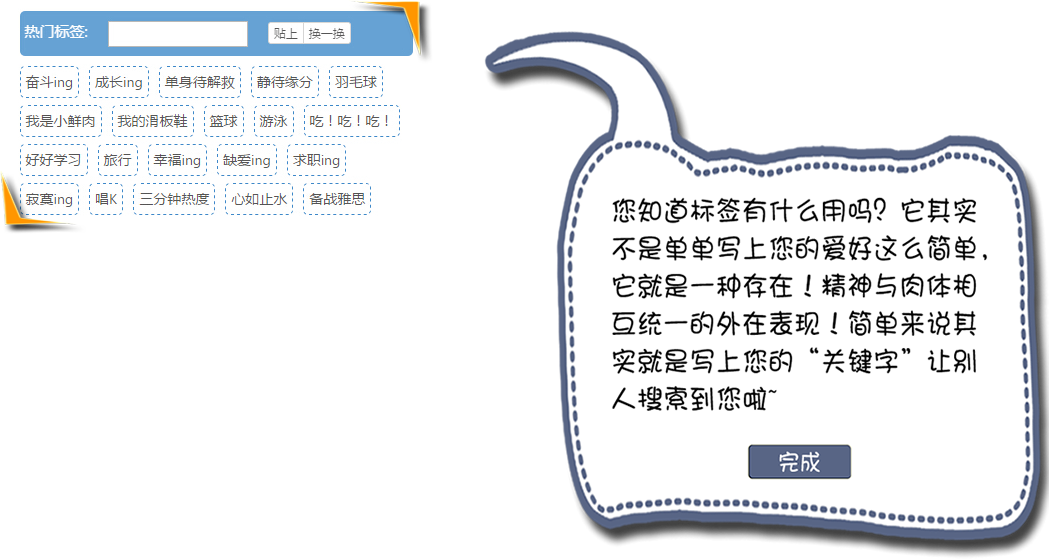 热门标签: 贴上 换一换
奋斗ing 成长ing 单身待解救 静待缘分 羽毛球
我是小鲜肉 我的滑板鞋 篮球 游泳 吃！吃！吃！
好好学习 旅行 幸福ing 缺爱ing 求职ing
寂寞ing 唱K 三分钟热度 心如止水 备战雅思
您知道标签有什么用吗？它其实
不是单单写上您的爱好这么简单，
它就是一种存在！精神与肉体相
互统一的外在表现！简单来说其
实就是写上您的“关键字”让别
人搜索到您啦~
完成